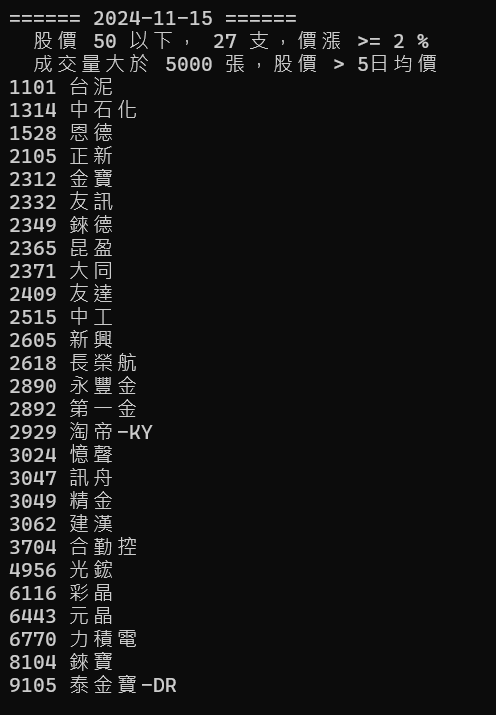 ====== 2024-11-15 ======
股價 50 以下， 27 支，價漲 >= 2 %
成交量大於 5000 張，股價 > 5日均價
1101 台泥
1314 中石化
1528 恩德
2105 正新
2312 金寶
2332 友訊
2349 錸德
2365 昆盈
2371 大同
2409 友達
2515 中工
2605 新興
2618 長榮航
2890 永豐金
2892 第一金
2929 淘帝-KY
3024 憶聲
3047 訊舟
3049 精金
3062 建漢
3704 合勤控
4956 光鋐
6116 彩晶
6443 元晶
6770 力積電
8104 錸寶
9105 泰金寶-DR